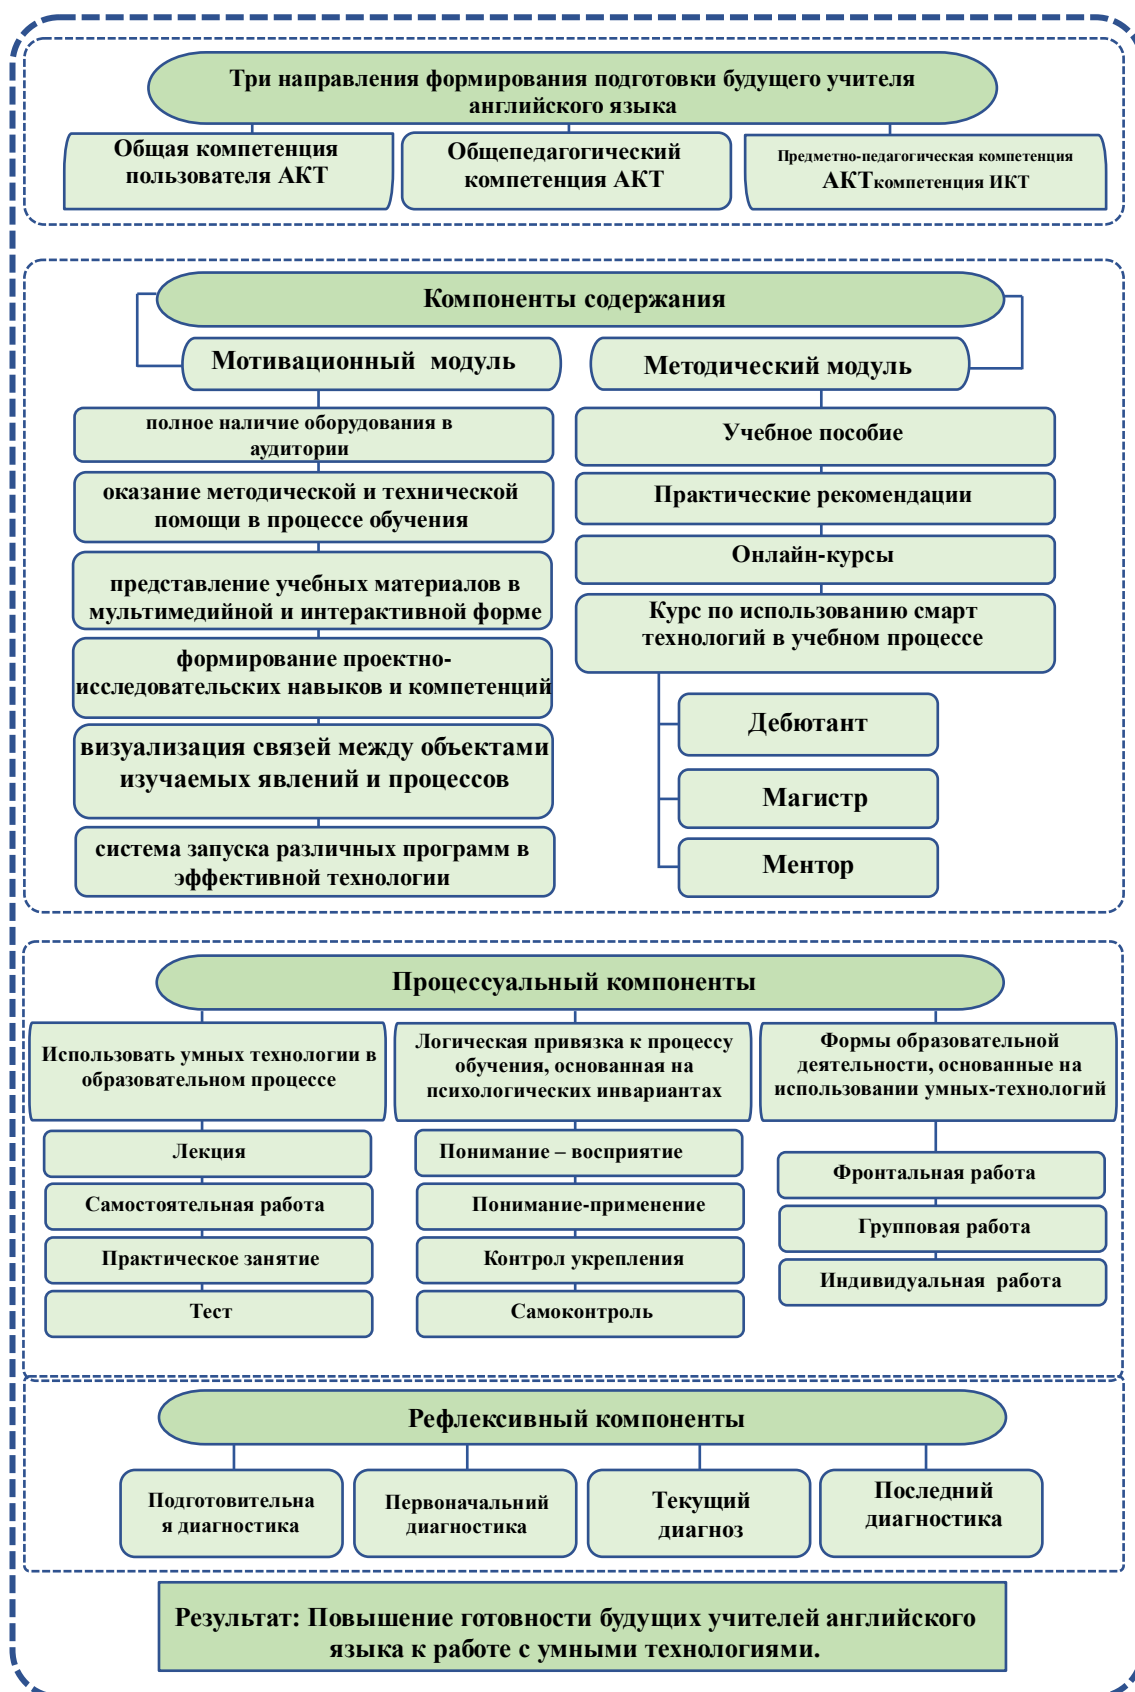 Три направления формирования подготовки будущего учителя
английского языка
Общая компетенция
пользователя АКТ
Общепедагогический
компетенция АКТ
Предметно-педагогическая компетенция
АКТкомпетенция ИКТ
Компоненты содержания
Мотивационный модуль
Методический модуль
полное наличие оборудования в
аудитории
оказание методической и технической
помощи в процессе обучения
представление учебных материалов в
мультимедийной и интерактивной форме
формирование проектно-
исследовательских навыков и компетенций
визуализация связей между объектами
изучаемых явлений и процессов
система запуска различных программ в
эффективной технологии
Учебное пособие
Практические рекомендации
Онлайн-курсы
Курс по использованию смарт
технологий в учебном процессе
Дебютант
Магистр
Ментор
Процессуальный компоненты
Использовать умных технологии в
образовательном процессе
Лекция
Самостоятельная работа
Практическое занятие
Тест
Логическая привязка к процессу
обучения, основанная на
психологических инвариантах
Понимание – восприятие
Понимание-применение
Контрол укрепления
Самоконтроль
Формы образовательной
деятельности, основанные на
использовании умных-технологий
Фронтальная работа
Групповая работа
Индивидуальная работа
Рефлексивный компоненты
Подготовительна
я диагностика
Первоначальний
диагностика
Текущий
диагноз
Последний
диагностика
Результат: Повышение готовности будущих учителей английского
языка к работе с умными технологиями.